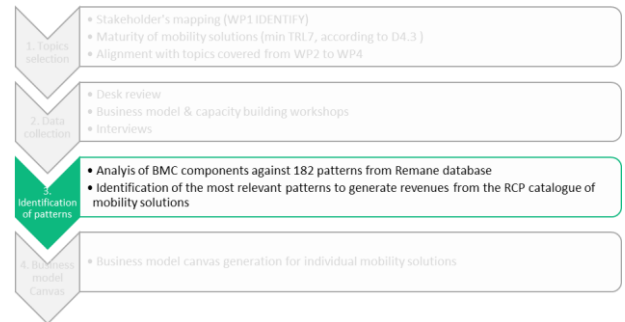 1. Topics
selection
• Stakeholder's mapping (WP1 IDENTIFY)
• Maturity of mobility solutions (min TRL7, according to D4.3 )
• Alignment with topics covered from WP2 to WP4
2. Data
collection
• Desk review
• Business model & capacity building workshops
• Interviews
3.
Identification
of patterns
• Analyis of BMC components against 182 patterns from Remane database
• Identification of the most relevant patterns to generate revenues from the RCP catalogue of
mobility solutions
4. Business
model
Canvas
• Business model canvas generation for individual mobility solutions